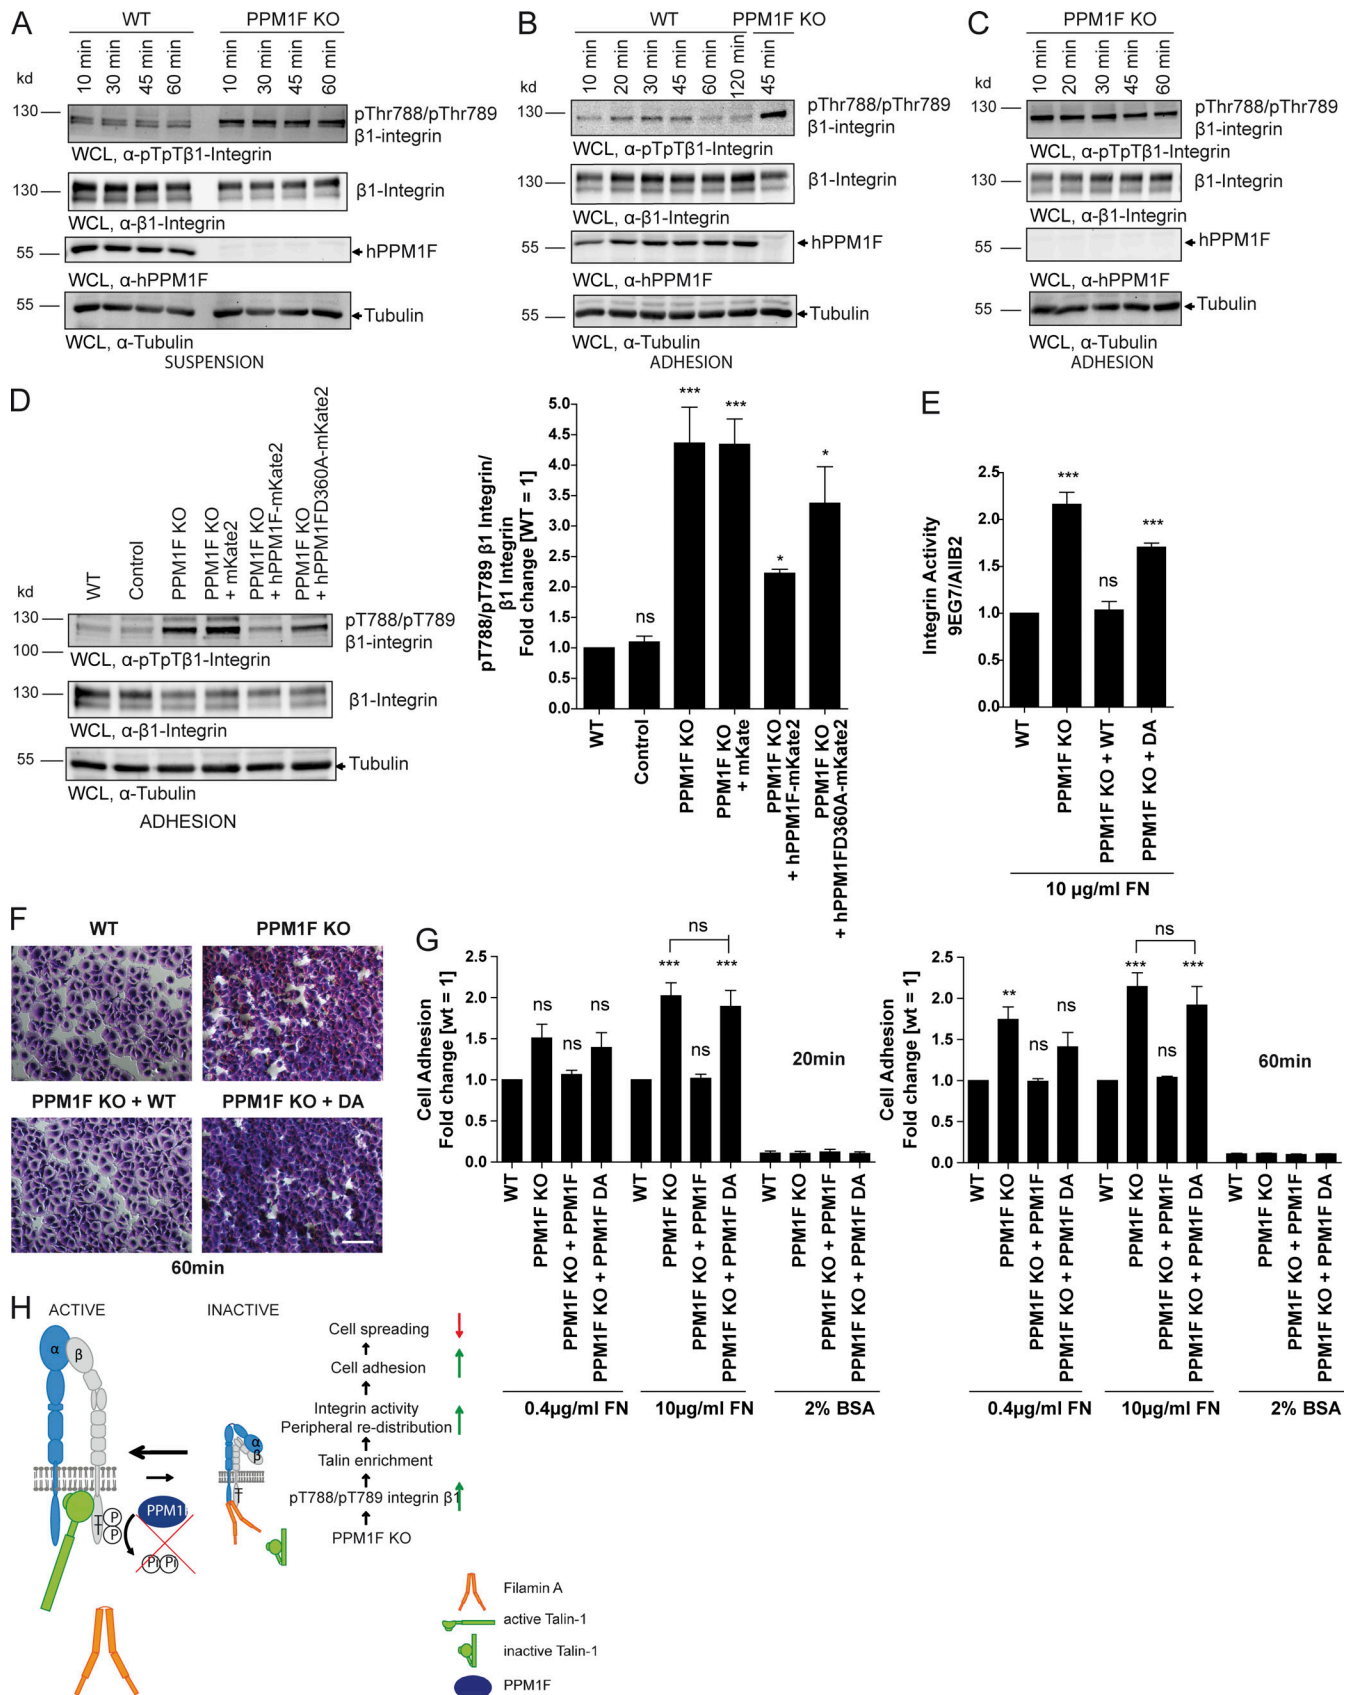 A
WT
PPM1F KO
kd
10 min
30 min
45 min
60 min
10 min
30 min
45 min
60 min
130
pThr788/pThr789
β1-integrin
WCL, α-pTpTβ1-Integrin
130
β1-Integrin
WCL, α-β1-Integrin
55
hPPM1F
WCL, α-hPPM1F
55
Tubulin
WCL, α-Tubulin
SUSPENSION
B
WT
PPM1F KO
kd
10 min
20 min
30 min
45 min
60 min
120 min
45 min
130
pThr788/pThr789
β1-integrin
WCL, α-pTpTβ1-Integrin
130
β1-Integrin
WCL, α-β1-Integrin
55
hPPM1F
WCL, α-hPPM1F
55
Tubulin
WCL, α-Tubulin
ADHESION
C
PPM1F KO
kd
10 min
20 min
30 min
45 min
60 min
130
pThr788/pThr789
β1-integrin
WCL, α-pTpTβ1-Integrin
130
β1-Integrin
WCL, α-β1-Integrin
55
hPPM1F
WCL, α-hPPM1F
55
Tubulin
WCL, α-Tubulin
ADHESION
D
kd
WT
Control
PPM1F KO
PPM1F KO
+ mKate2
PPM1F KO
+ hPPM1F-mKate2
PPM1F KO
+ hPPM1FD360A-mKate2
130
100
pT788/pT789
β1-integrin
WCL, α-pTpTβ1-Integrin
130
β1-Integrin
WCL, α-β1-Integrin
55
Tubulin
WCL, α-Tubulin
ADHESION
pT788/pT789 β1 Integrin/
β1 Integrin
Fold change [WT = 1]
5.0
4.5
4.0
3.5
3.0
2.5
2.0
1.5
1.0
0.5
0.0
ns
***
***
*
*
WT
Control
PPM1F KO
PPM1F KO
+ mKate
PPM1F KO
+ hPPM1F-mKate2
PPM1F KO
+ hPPM1FD360A-mKate2
E
Integrin Activity
9EG7/AIIB2
2.5
2.0
1.0
0.5
0.0
***
ns
***
WT
PPM1F KO
PPM1F KO + WT
PPM1F KO + DA
10 µg/ml FN
F
WT
PPM1F KO
PPM1F KO + WT
PPM1F KO + DA
60min
G
Cell Adhesion
Fold change [wt = 1]
2.5
2.0
1.5
1.0
0.5
0.0
ns
ns
ns
***
ns
***
ns
20min
WT
PPM1F KO
PPM1F KO + PPM1F
PPM1F KO + PPM1F DA
WT
PPM1F KO
PPM1F KO + PPM1F
PPM1F KO + PPM1F DA
WT
PPM1F KO
PPM1F KO + PPM1F
PPM1F KO + PPM1F DA
0.4µg/ml FN
10µg/ml FN
2% BSA
Cell Adhesion
Fold change [wt = 1]
2.5
2.0
1.5
1.0
0.5
0.0
**
ns
ns
***
ns
***
ns
60min
WT
PPM1F KO
PPM1F KO + PPM1F
PPM1F KO + PPM1F DA
WT
PPM1F KO
PPM1F KO + PPM1F
PPM1F KO + PPM1F DA
WT
PPM1F KO
PPM1F KO + PPM1F
PPM1F KO + PPM1F DA
0.4µg/ml FN
10µg/ml FN
2% BSA
H
ACTIVE
INACTIVE
α
β
α
β
T
T
P
P
PPM1
Pi
Pi
Cell spreading
Cell adhesion
Integrin activity
Peripheral re-distribution
Talin enrichment
pT788/pT789 integrin β1
PPM1F KO
Filamin A
active Talin-1
inactive Talin-1
PPM1F